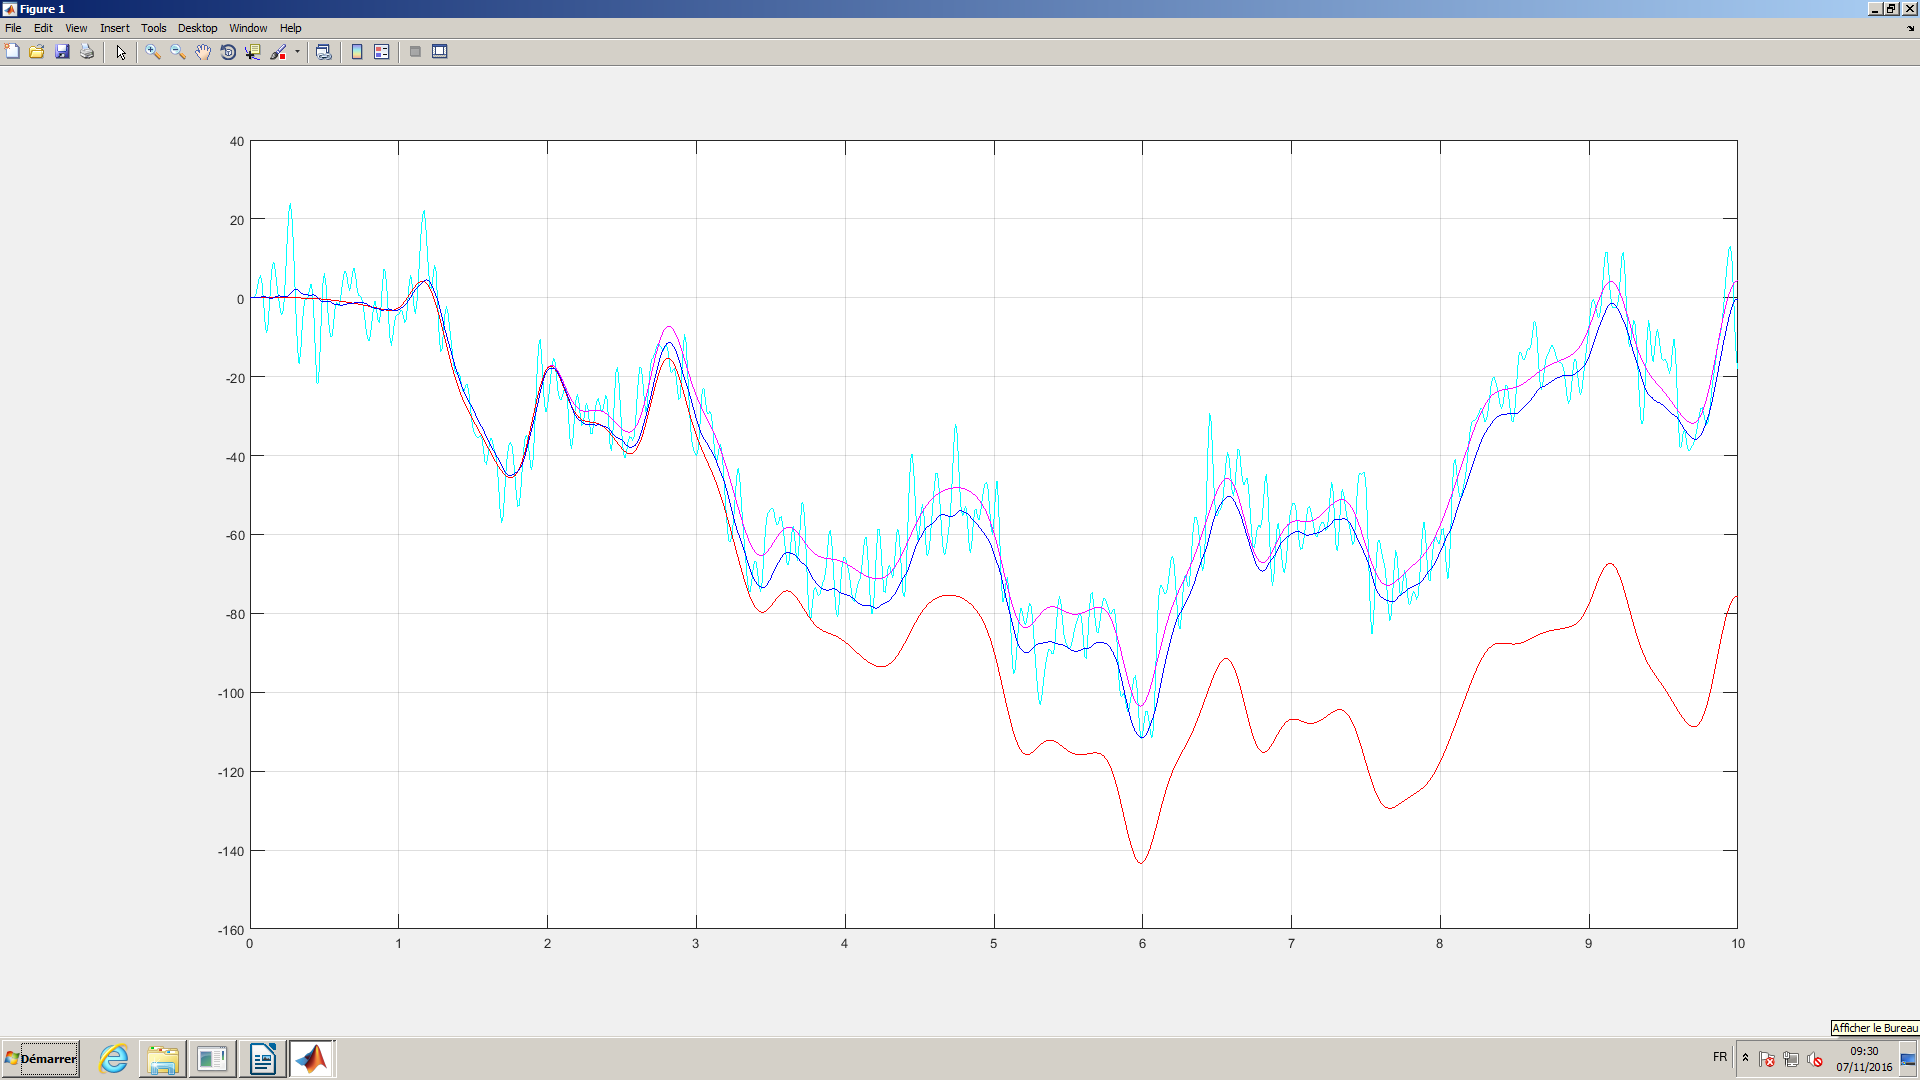 Figure 1
File Edit View Insert Tools Desktop Window Help
40
20
0
-20
-40
-60
-80
-100
-120
-140
-160
0 1 2 3 4 5 6 7 8 9 10
Afficher le Bureau
Démarrer
FR
09:30
07/11/2016